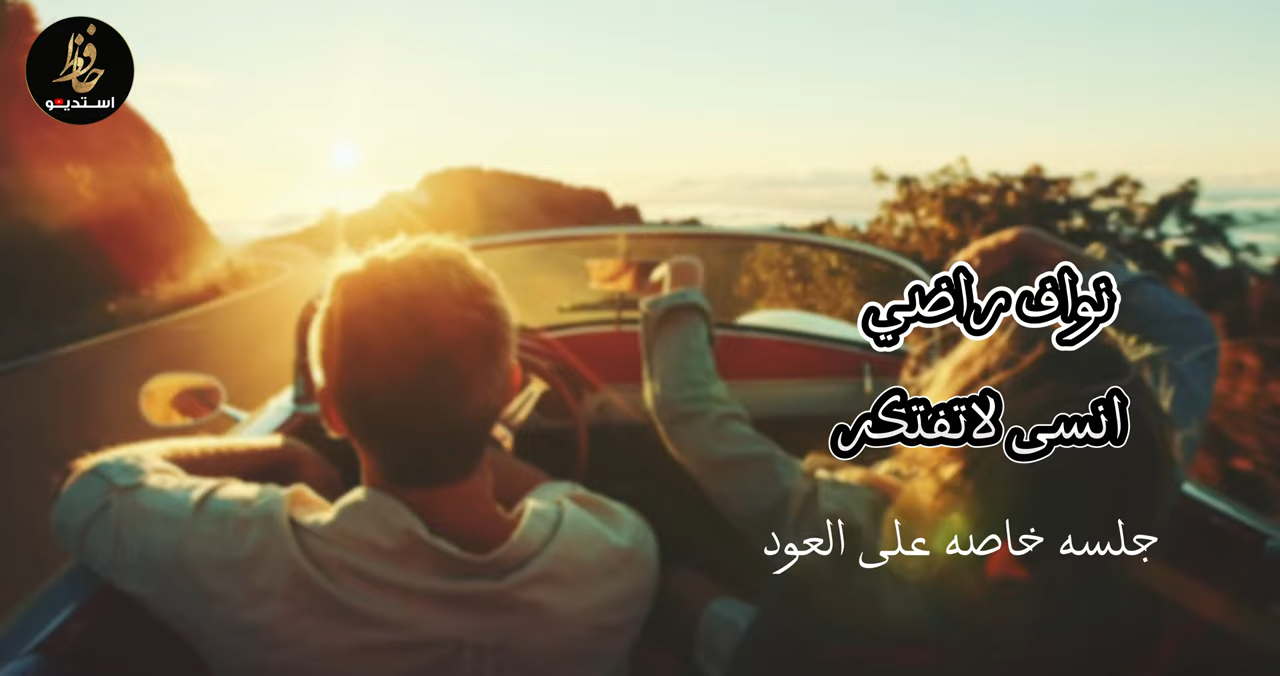 حافظ
استديو
نواف راضي
انسى لاتفتكر
جلسه خاصه على العود